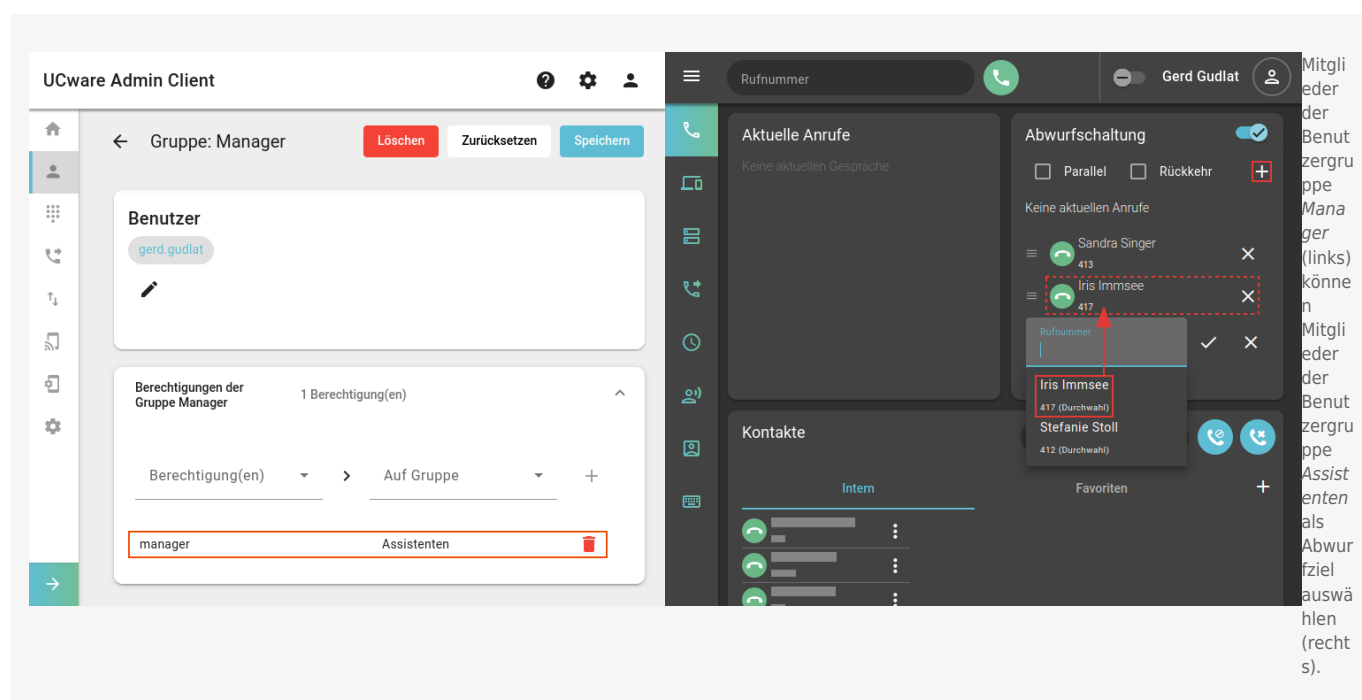 UCware Admin Client
Gruppe: Manager
Löschen
Zurücksetzen
Speichern
Benutzer
gerd.gudlat
Berechtigungen der
Gruppe Manager
1 Berechtigung(en)
Berechtigung(en)
Auf Gruppe
manager
Assistenten
Rufnummer
Gerd Gudlat
Aktuelle Anrufe
Keine aktuellen Gespräche
Abwurfschaltung
Parallel
Rückkehr
Keine aktuellen Anrufe
Sandra Singer
413
Iris Immsee
417
Rufnummer
Iris Immsee
417 (Durchwahl)
Stefanie Stoll
412 (Durchwahl)
Kontakte
Intern
Favoriten
Mitgli
eder
der
Benut
zergru
ppe
Mana
ger
(links)
könne
n
Mitgli
eder
der
Benut
zergru
ppe
Assist
enten
als
Abwur
fziel
auswä
hlen
(recht
s).